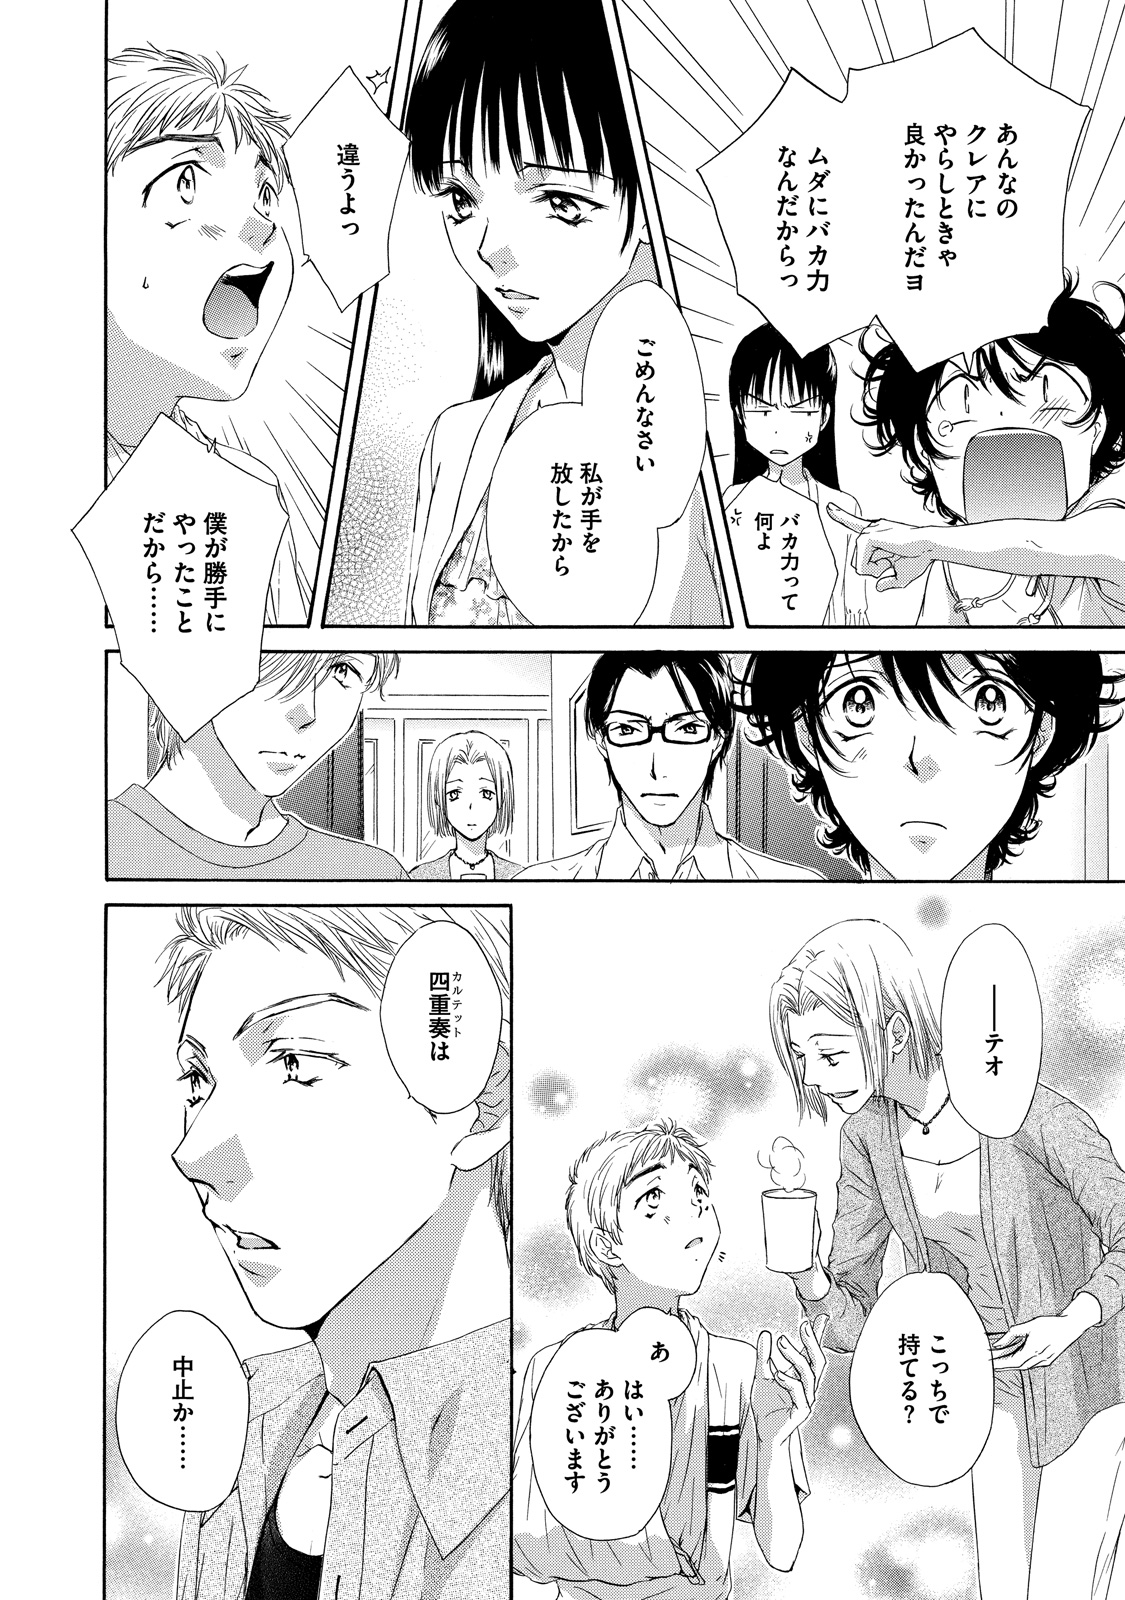 あんなの
クレアに
やらしときゃ
良かったんだヨ
ムダにバカ力
なんだからっ
バカ力って
何よ
ごめんなさい
私が手を
放したから
違うよっ
僕が勝手に
やったこと
だから……
──テオ
こっちで
持てる?
あ
はい……
ありがとう
ございます
四重奏は
カルテット
中止か……